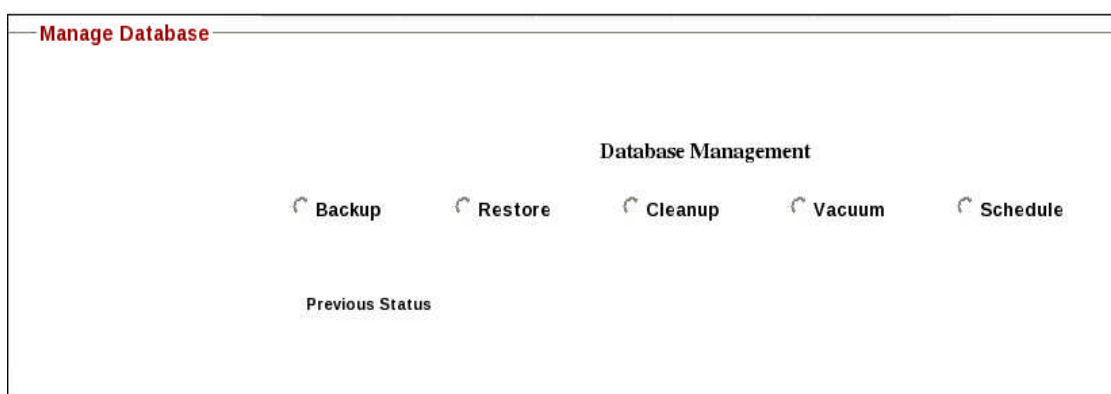 Manage Database
Database Management
Backup Restore Cleanup Vacuum Schedule
Previous Status